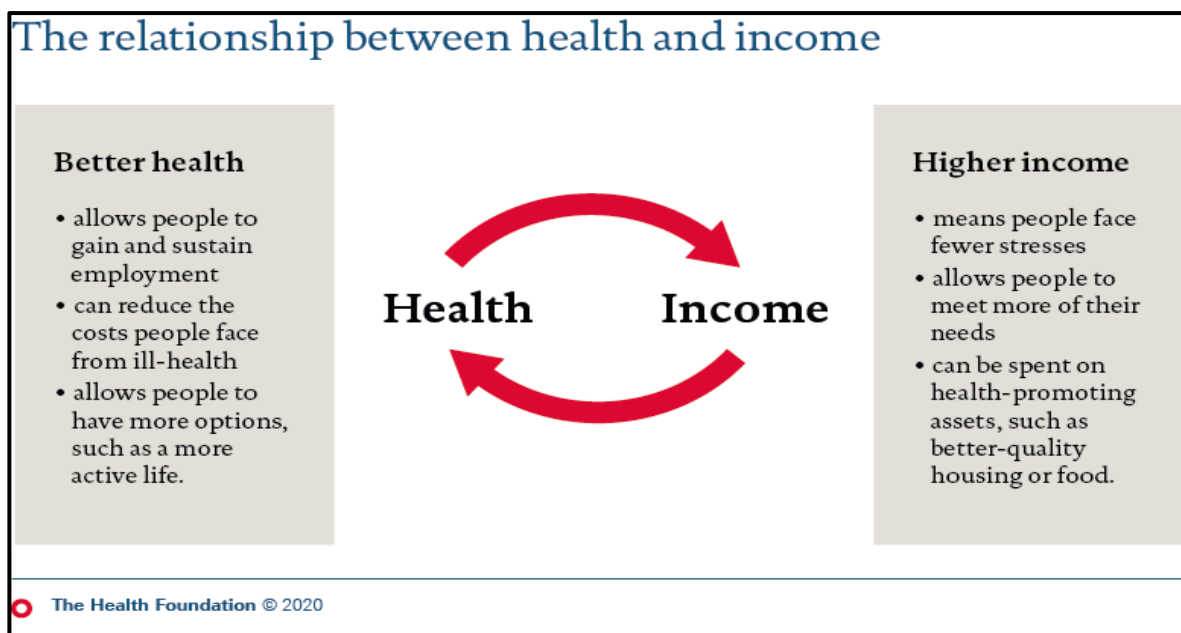 The relationship between health and income
Better health
• allows people to
gain and sustain
employment
• can reduce the
costs people face
from ill-health
• allows people to
have more options,
such as a more
active life.
Health
Income
Higher income
• means people face
fewer stresses
• allows people to
meet more of their
needs
• can be spent on
health-promoting
assets, such as
better-quality
housing or food.
The Health Foundation © 2020